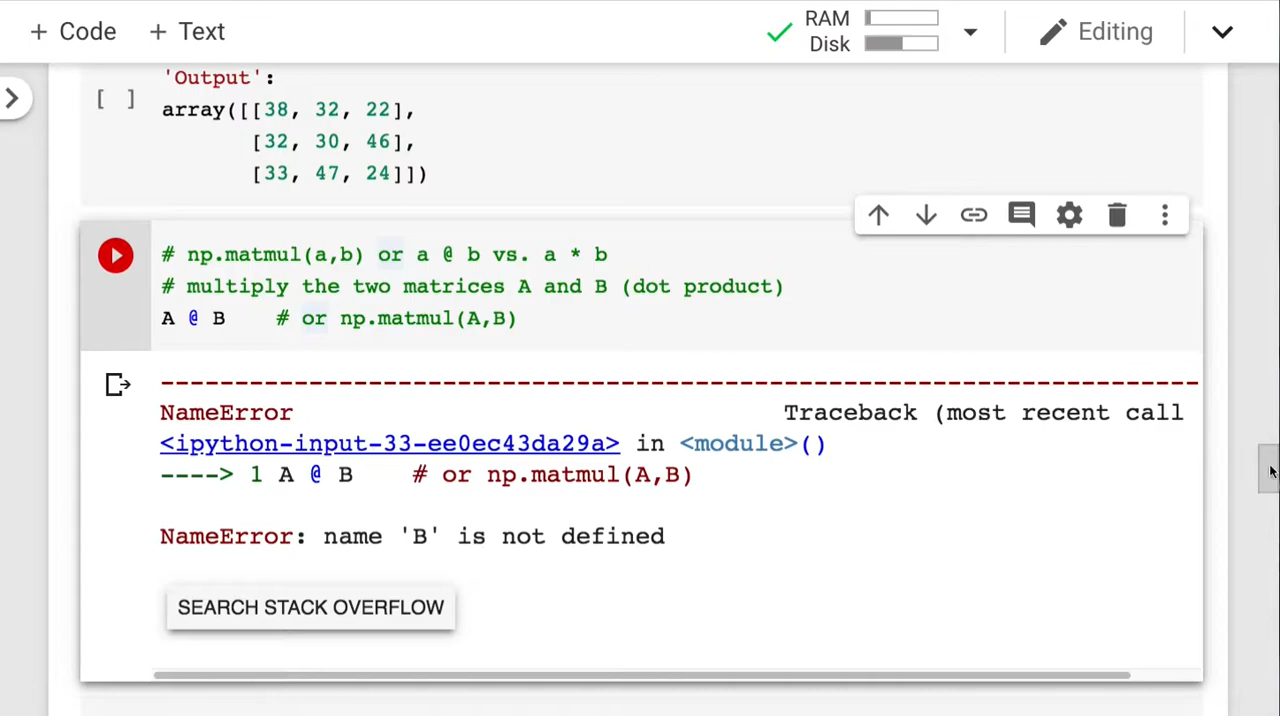 + Code + Text
RAM
Disk
Editing
'Output':
[ ] array([[38, 32, 22],
[32, 30, 46],
[33, 47, 24]])
# np.matmul(a,b) or a @ b vs. a * b
# multiply the two matrices A and B (dot product)
A @ B    # or np.matmul(A,B)
---------------------------------------------------------------------------
NameError Traceback (most recent call
<ipython-input-33-ee0ec43da29a> in <module>()
----> 1 A @ B    # or np.matmul(A,B)
NameError: name 'B' is not defined
SEARCH STACK OVERFLOW